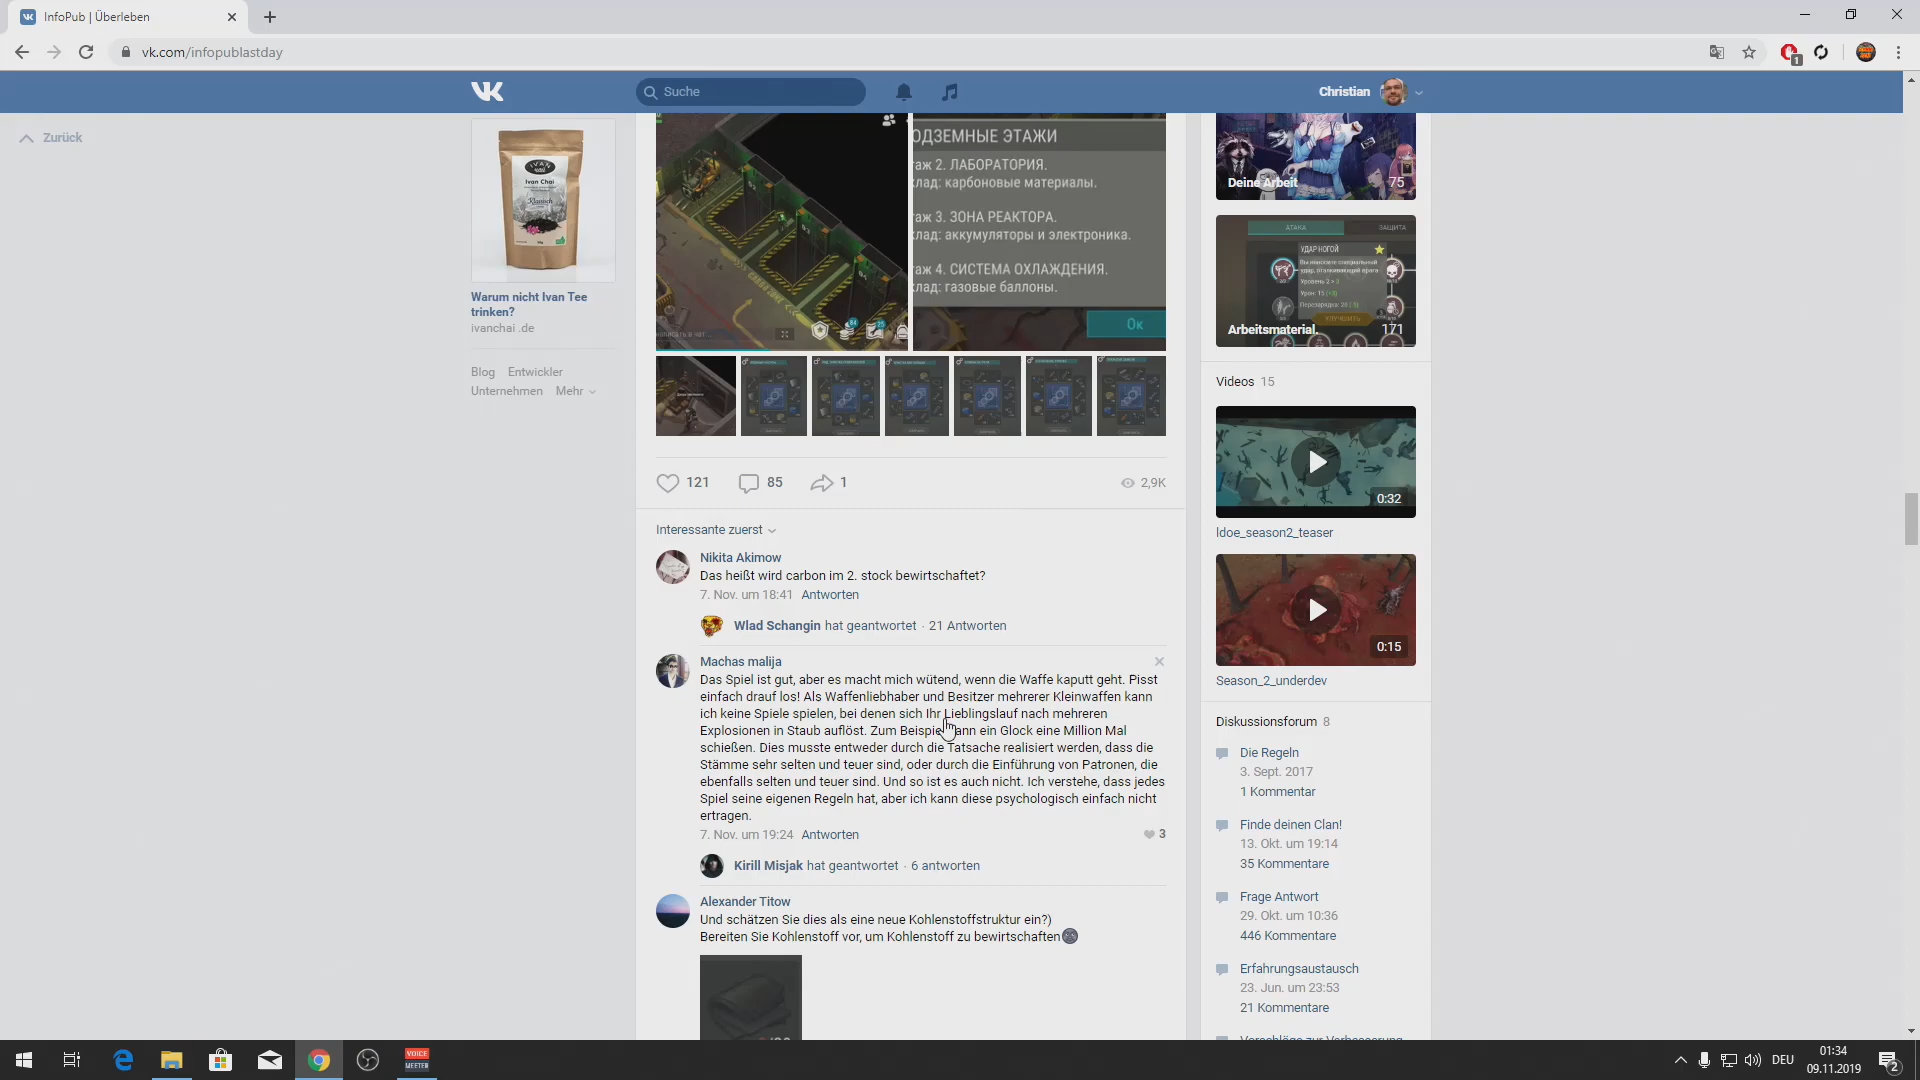 InfoPub | Überleben
vk.com/infopublastday
1
Suche
Christian
Zurück
IVAN
Ivan Chai
Klassisch
Warum nicht Ivan Tee
trinken?
ivanchai .de
Blog Entwickler
Unternehmen Mehr
ОДЗЕМНЫЕ ЭТАЖИ
таж 2. ЛАБОРАТОРИЯ.
клад: карбоновые материалы.
таж 3. ЗОНА РЕАКТОРА.
клад: аккумуляторы и электроника.
таж 4. СИСТЕМА ОХЛАЖДЕНИЯ.
клад: газовые баллоны.
Ок
121 85 1 2,9K
Interessante zuerst
Nikita Akimow
Das heißt wird carbon im 2. stock bewirtschaftet?
7. Nov. um 18:41 Antworten
Wlad Schangin hat geantwortet · 21 Antworten
Machas malija
Das Spiel ist gut, aber es macht mich wütend, wenn die Waffe kaputt geht. Pisst
einfach drauf los! Als Waffenliebhaber und Besitzer mehrerer Kleinwaffen kann
ich keine Spiele spielen, bei denen sich Ihr Lieblingslauf nach mehreren
Explosionen in Staub auflöst. Zum Beispiel kann ein Glock eine Million Mal
schießen. Dies musste entweder durch die Tatsache realisiert werden, dass die
Stämme sehr selten und teuer sind, oder durch die Einführung von Patronen, die
ebenfalls selten und teuer sind. Und so ist es auch nicht. Ich verstehe, dass jedes
Spiel seine eigenen Regeln hat, aber ich kann diese psychologisch einfach nicht
ertragen.
7. Nov. um 19:24 Antworten
3
Kirill Misjak hat geantwortet · 6 antworten
Alexander Titow
Und schätzen Sie dies als eine neue Kohlenstoffstruktur ein?)
Bereiten Sie Kohlenstoff vor, um Kohlenstoff zu bewirtschaften
Deine Arbeit 75
АТАКА ЗАЩИТА
УДАР НОГОЙ
Arbeitsmaterial. 171
Videos 15
0:32
ldoe_season2_teaser
0:15
Season_2_underdev
Diskussionsforum 8
Die Regeln
3. Sept. 2017
1 Kommentar
Finde deinen Clan!
13. Okt. um 19:14
35 Kommentare
Frage Antwort
29. Okt. um 10:36
446 Kommentare
Erfahrungsaustausch
23. Jun. um 23:53
21 Kommentare
VOICE
MEETER
DEU
01:34
09.11.2019
2